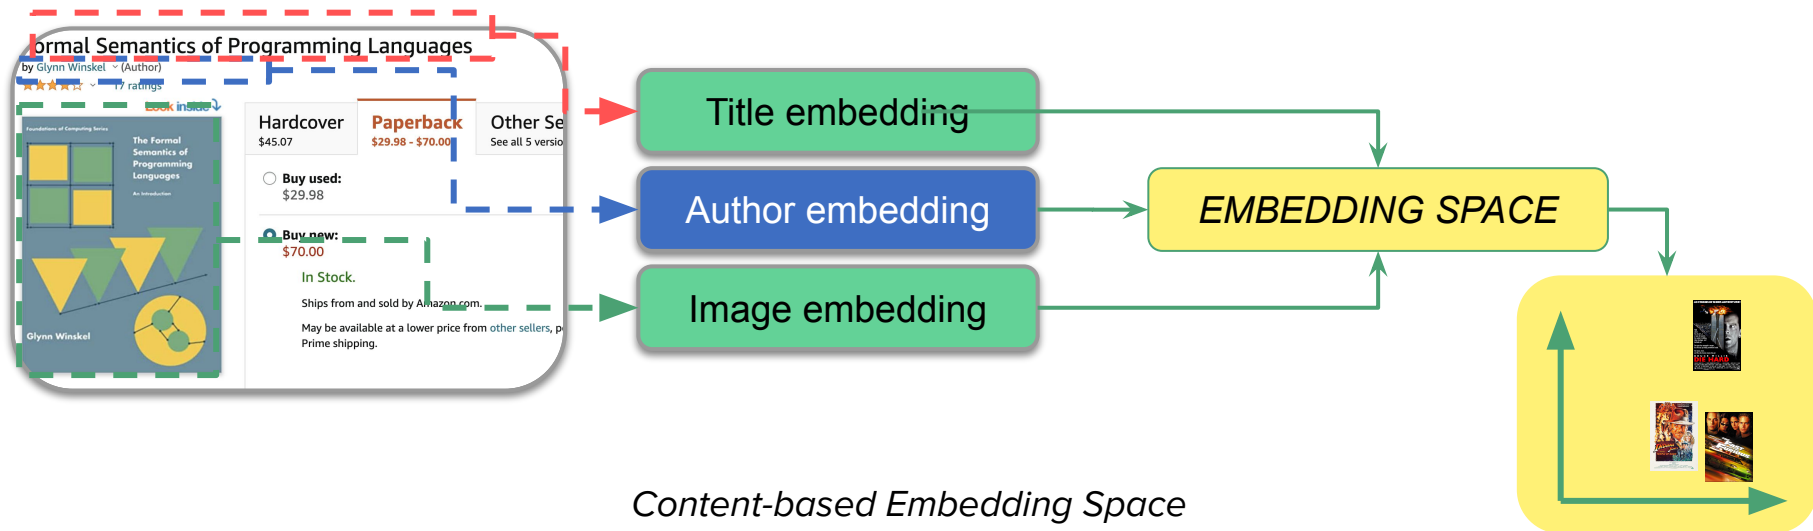 ormal Semantics of Programming Languages
by Glynn Winskel (Author)
17 ratings
Look inside
Foundations of Computing Series
The Formal
Semantics of
Programming
Languages
An Introduction
Glynn Winskel
Hardcover
$45.07
Paperback
$29.98 - $70.00
Other Se
See all 5 versio
Buy used:
$29.98
Buy new:
$70.00
In Stock.
Ships from and sold by Amazon.com.
May be available at a lower price from other sellers, p
Prime shipping.
Title embedding
Author embedding
Image embedding
EMBEDDING SPACE
DIE HARD
Content-based Embedding Space